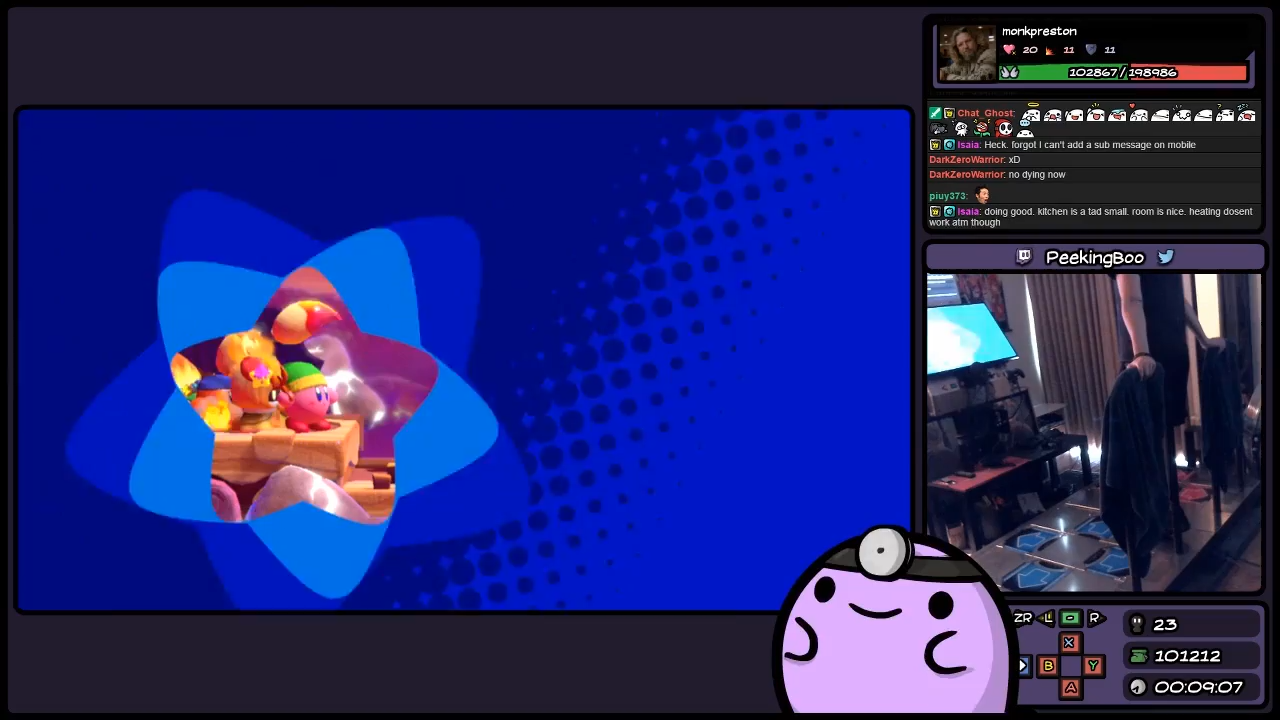 monkpreston
20 11 11
102867 / 198986
Chat_Ghost:
Isaia: Heck. forgot I can't add a sub message on mobile
DarkZeroWarrior: xD
DarkZeroWarrior: no dying now
piuy373:
Isaia: doing good. kitchen is a tad small. room is nice. heating dosent
work atm though
PeekingBoo
ZR L R
X
B Y
A
23
101212
00:09:07